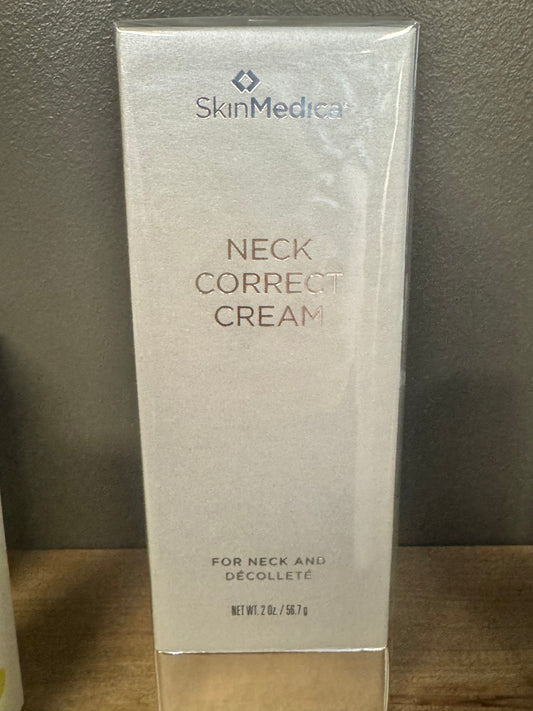 SkinMedica
NECK
CORRECT
CREAM
FOR NECK AND
DÉCOLLETÉ
NET WT. 2 Oz. / 56.7 g